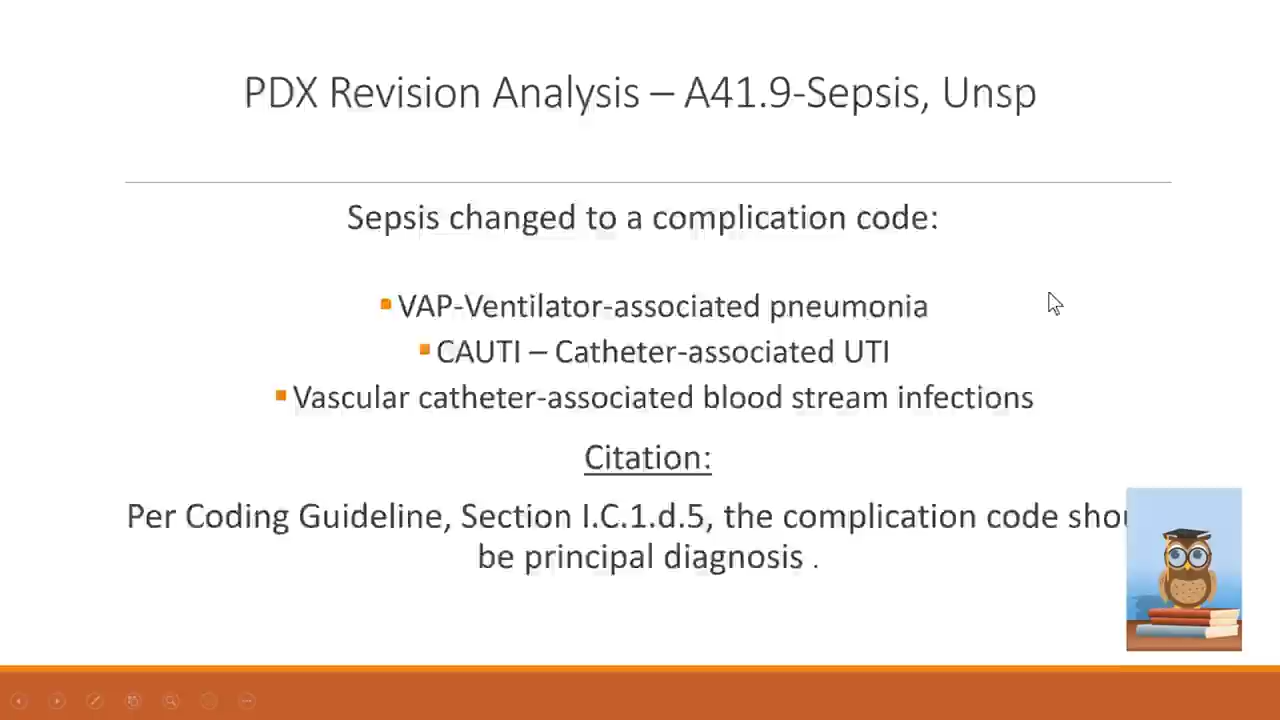 PDX Revision Analysis – A41.9-Sepsis, Unsp
Sepsis changed to a complication code:
VAP-Ventilator-associated pneumonia
CAUTI – Catheter-associated UTI
Vascular catheter-associated blood stream infections
Citation:
Per Coding Guideline, Section I.C.1.d.5, the complication code
be principal diagnosis .